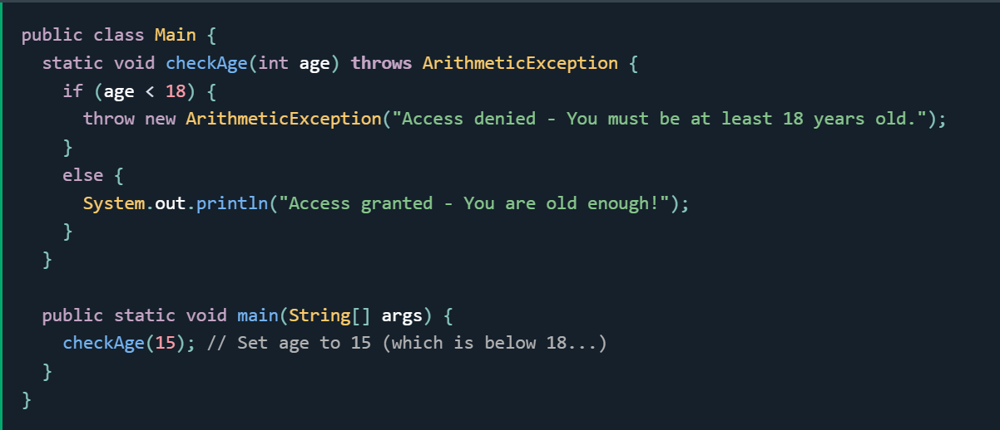 public class Main {
  static void checkAge(int age) throws ArithmeticException {
    if (age < 18) {
      throw new ArithmeticException("Access denied - You must be at least 18 years old.");
    }
    else {
      System.out.println("Access granted - You are old enough!");
    }
  }

  public static void main(String[] args) {
    checkAge(15); // Set age to 15 (which is below 18...)
  }
}